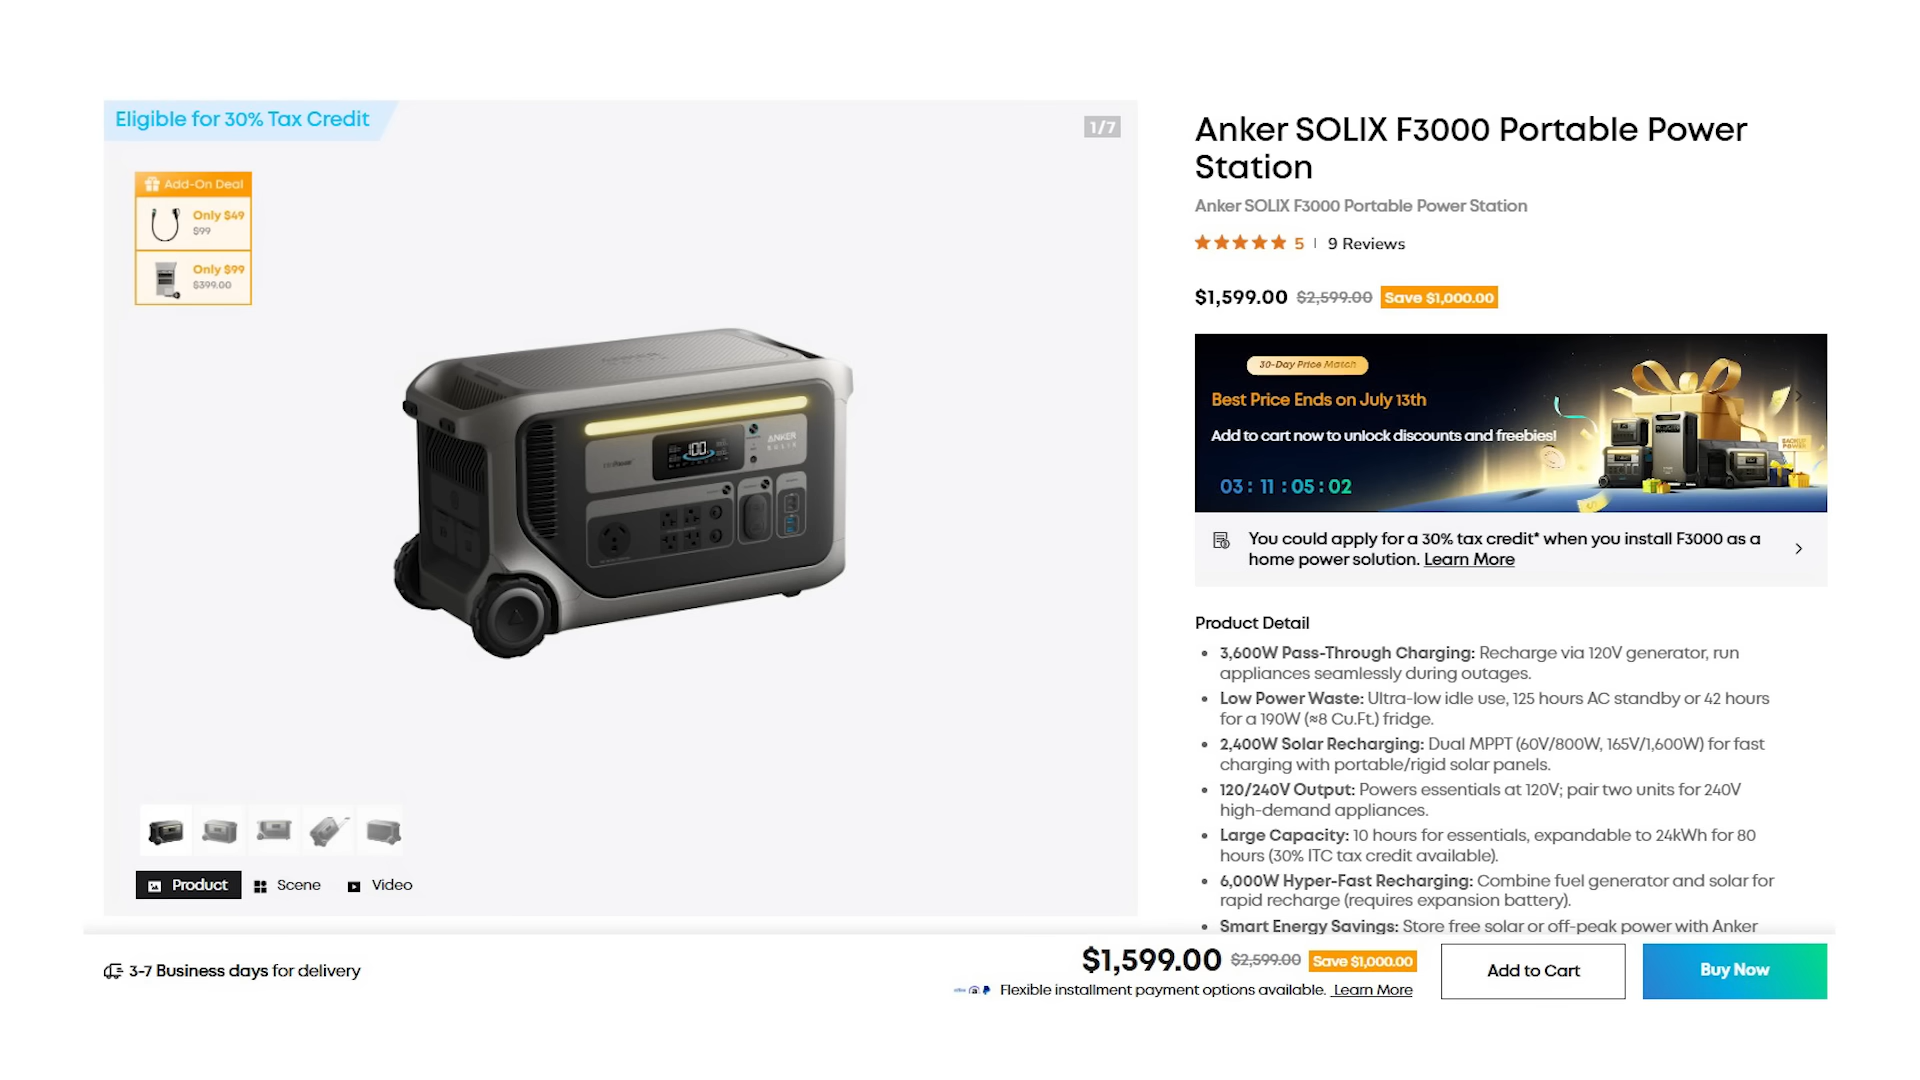 Eligible for 30% Tax Credit
1/7
Add-On Deal
Only $49
$99
Only $99
$399.00
ANKER
SOLIX
100
Product
Scene
Video
Anker SOLIX F3000 Portable Power
Station
Anker SOLIX F3000 Portable Power Station
5 | 9 Reviews
$1,599.00 $2,599.00 Save $1,000.00
30-Day Price Match
Best Price Ends on July 13th
Add to cart now to unlock discounts and freebies!
03 : 11 : 05 : 02
You could apply for a 30% tax credit* when you install F3000 as a
home power solution. Learn More
Product Detail
• 3,600W Pass-Through Charging: Recharge via 120V generator, run
appliances seamlessly during outages.
• Low Power Waste: Ultra-low idle use, 125 hours AC standby or 42 hours
for a 190W (≈8 Cu.Ft.) fridge.
• 2,400W Solar Recharging: Dual MPPT (60V/800W, 165V/1,600W) for fast
charging with portable/rigid solar panels.
• 120/240V Output: Powers essentials at 120V; pair two units for 240V
high-demand appliances.
• Large Capacity: 10 hours for essentials, expandable to 24kWh for 80
hours (30% ITC tax credit available).
• 6,000W Hyper-Fast Recharging: Combine fuel generator and solar for
rapid recharge (requires expansion battery).
• Smart Energy Savings: Store free solar or off-peak power with Anker
3-7 Business days for delivery
$1,599.00 $2,599.00 Save $1,000.00
Flexible installment payment options available. Learn More
Add to Cart
Buy Now